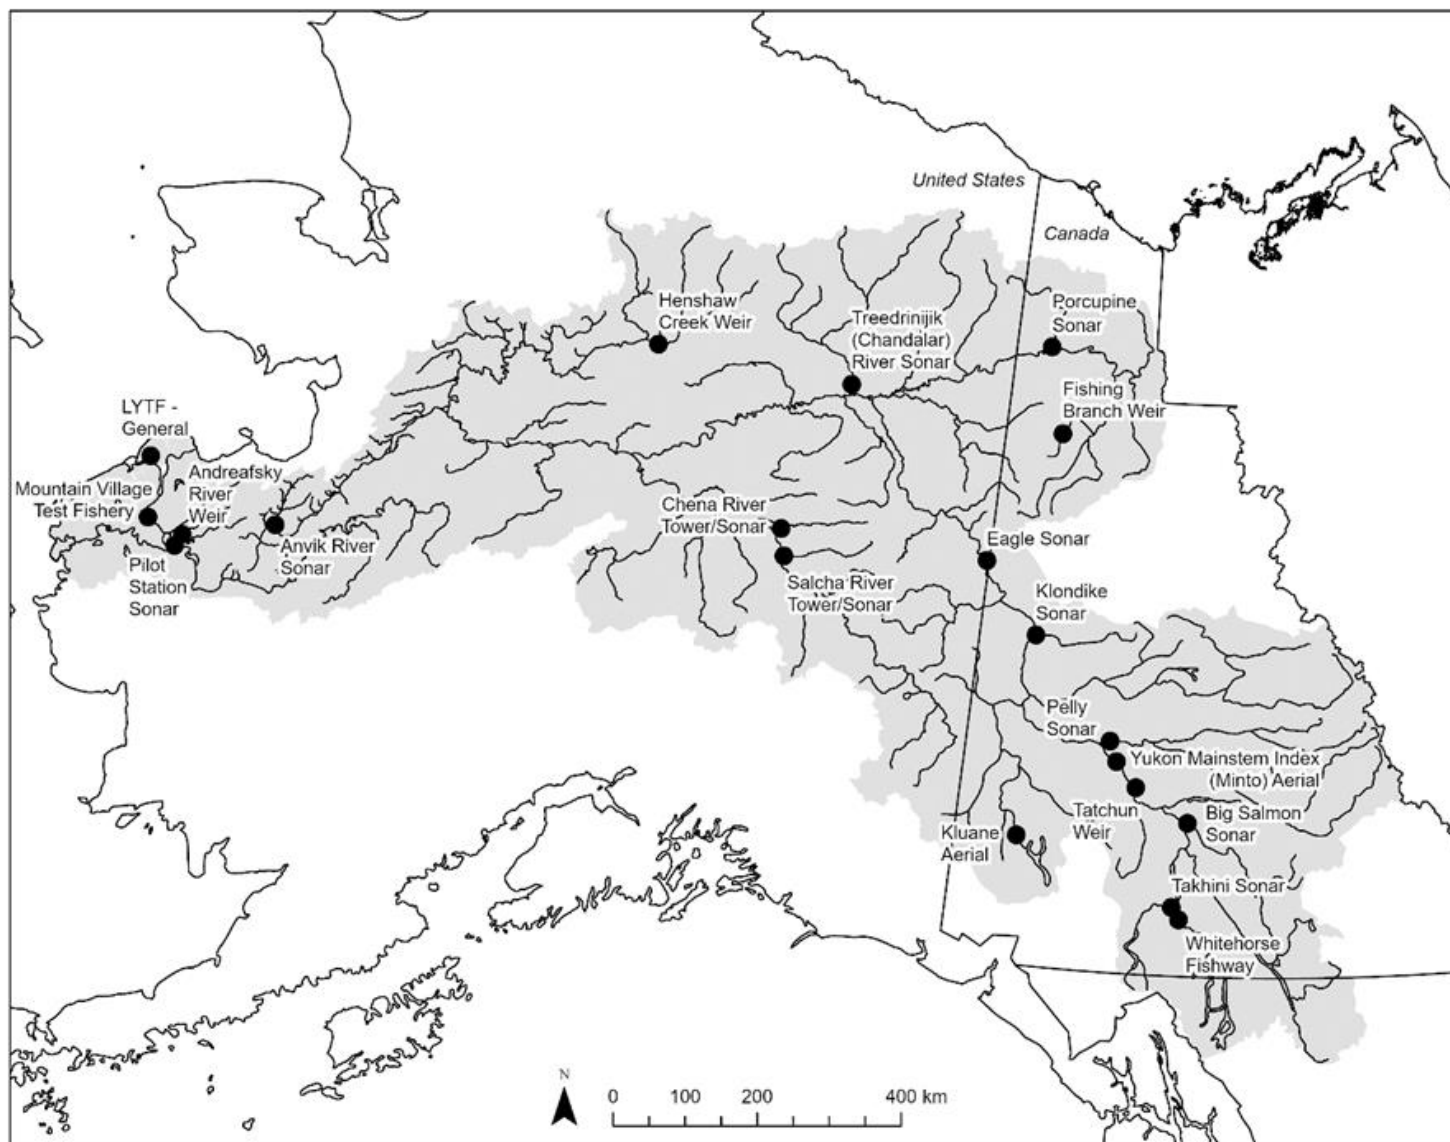 United States
Canada
Henshaw
Creek Weir
Treedrinijik
(Chandalar)
River Sonar
Porcupine
Sonar
Fishing
Branch Weir
LYTF -
General
Andreafsky
River
Weir
Mountain Village
Test Fishery
Pilot
Station
Sonar
Anvik River
Sonar
Chena River
Tower/Sonar
Salcha River
Tower/Sonar
Eagle Sonar
Klondike
Sonar
Pelly
Sonar
Yukon Mainstem Index
(Minto) Aerial
Tatchun
Weir
Big Salmon
Sonar
Kluane
Aerial
Takhini Sonar
Whitehorse
Fishway
N
0 100 200 400 km